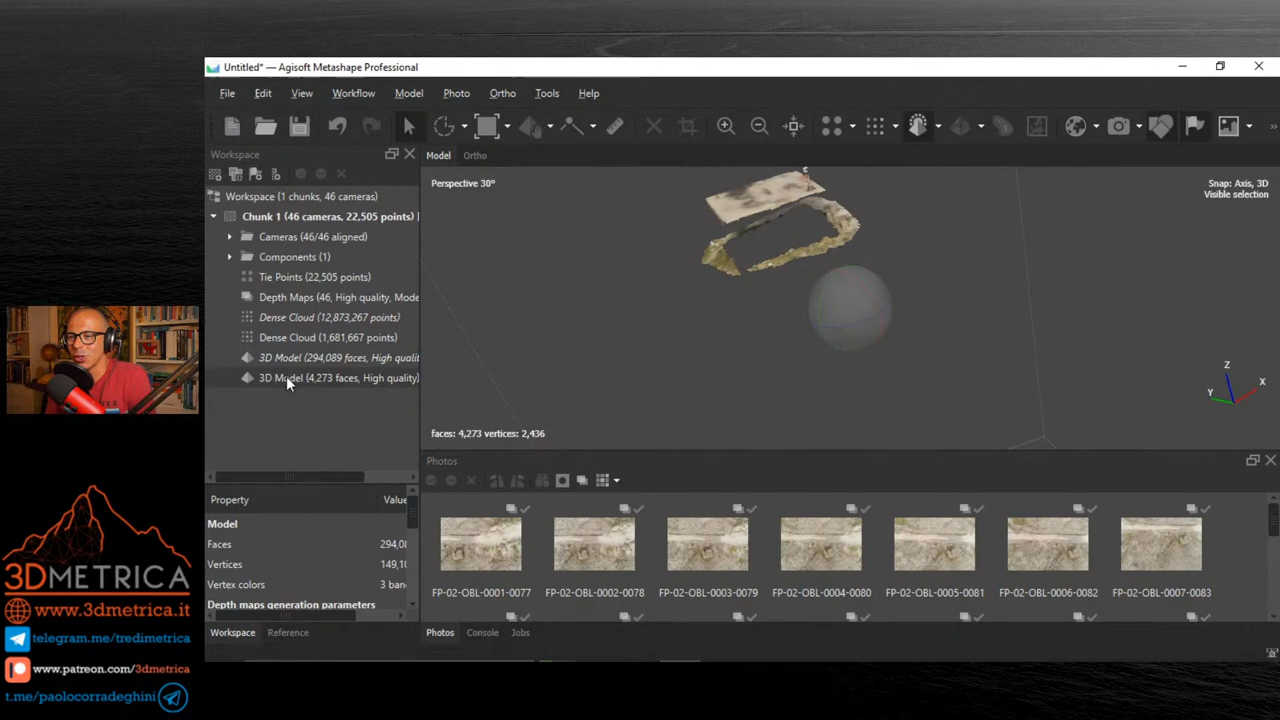 Untitled* — Agisoft Metashape Professional
File Edit View Workflow Model Photo Ortho Tools Help
Workspace
Model Ortho
Perspective 30°
Snap: Axis, 3D
Visible selection
Workspace (1 chunks, 46 cameras)
Chunk 1 (46 cameras, 22,505 points) |
Cameras (46/46 aligned)
Components (1)
Tie Points (22,505 points)
Depth Maps (46, High quality, Mode
Dense Cloud (12,873,267 points)
Dense Cloud (1,681,667 points)
3D Model (294,089 faces, High qualit
3D Model (4,273 faces, High quality)
Z
X
Y
faces: 4,273 vertices: 2,436
Photos
Property Value
Model
Faces 294,08
Vertices 149,10
Vertex colors 3 band
Depth maps generation parameters
FP-02-OBL-0001-0077 FP-02-OBL-0002-0078 FP-02-OBL-0003-0079 FP-02-OBL-0004-0080 FP-02-OBL-0005-0081 FP-02-OBL-0006-0082 FP-02-OBL-0007-0083
Workspace Reference
Photos Console Jobs
3DMETRICA
www.3dmetrica.it
telegram.me/tredimetrica
www.patreon.com/3dmetrica
t.me/paolocorradeghini